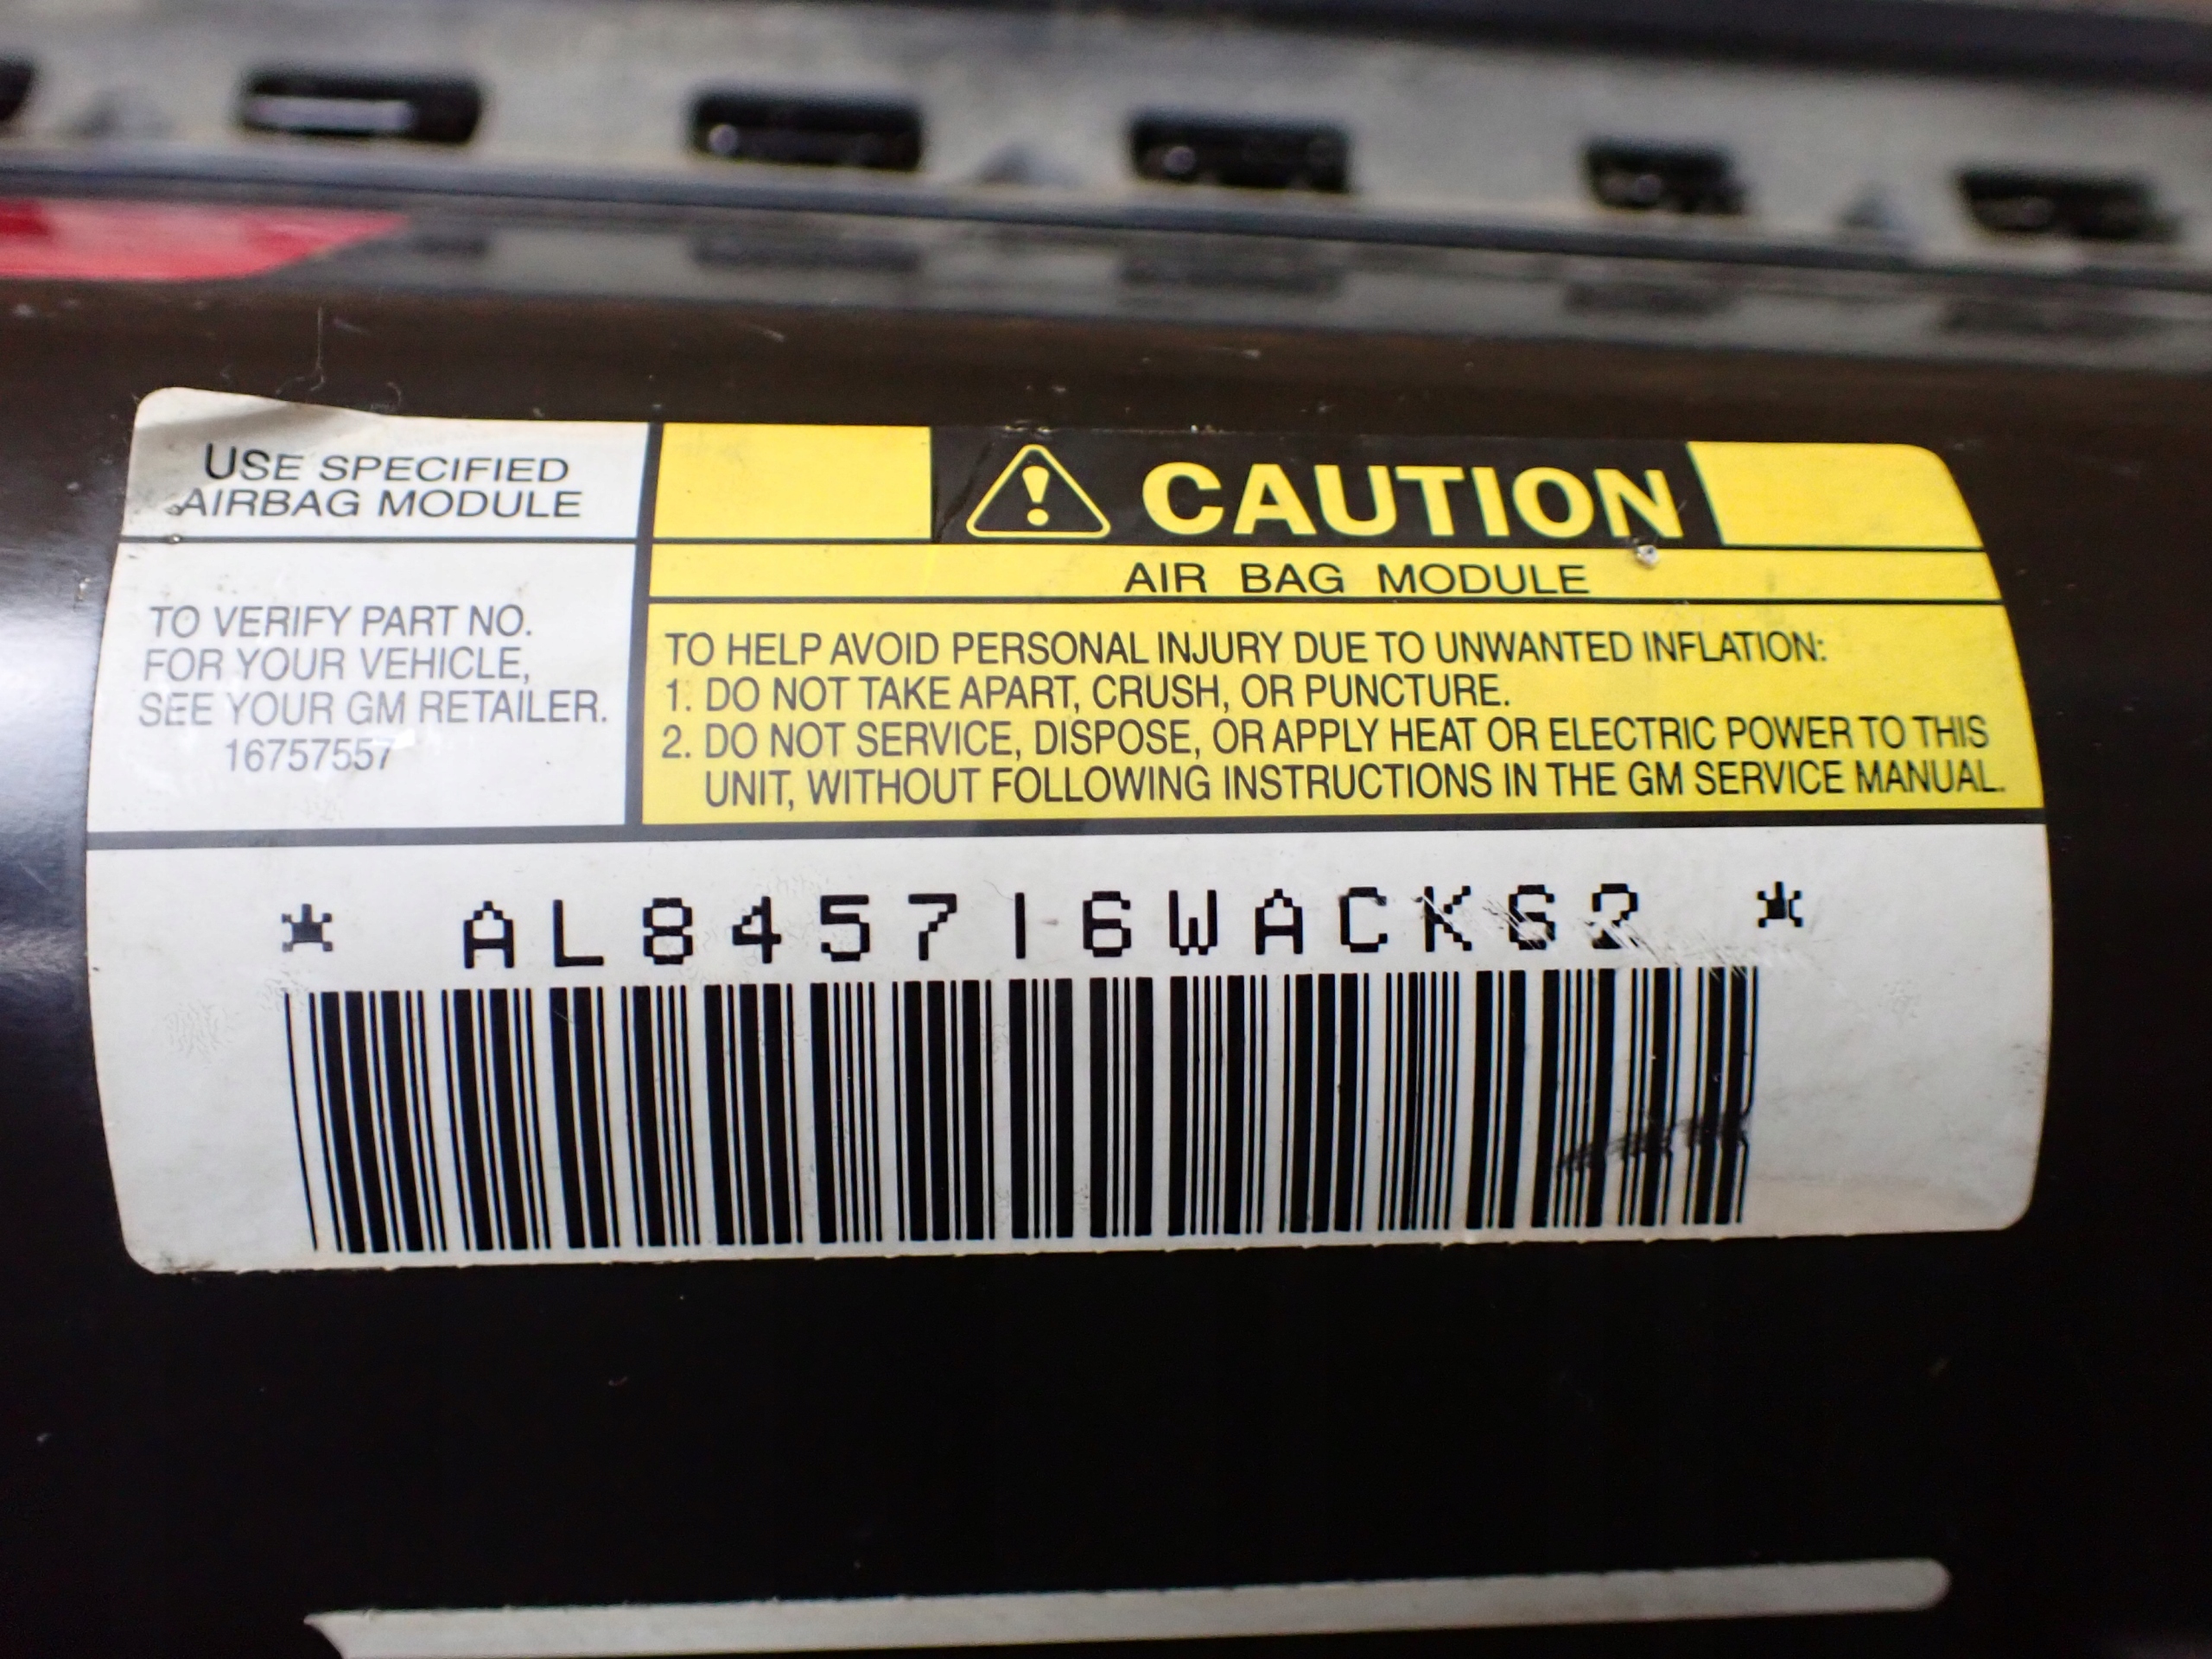 USE SPECIFIED
AIRBAG MODULE
TO VERIFY PART NO.
FOR YOUR VEHICLE,
SEE YOUR GM RETAILER.
16757557
CAUTION
AIR BAG MODULE
TO HELP AVOID PERSONAL INJURY DUE TO UNWANTED INFLATION:
1. DO NOT TAKE APART, CRUSH, OR PUNCTURE.
2. DO NOT SERVICE, DISPOSE, OR APPLY HEAT OR ELECTRIC POWER TO THIS
UNIT, WITHOUT FOLLOWING INSTRUCTIONS IN THE GM SERVICE MANUAL.
* AL845716WACK62 *